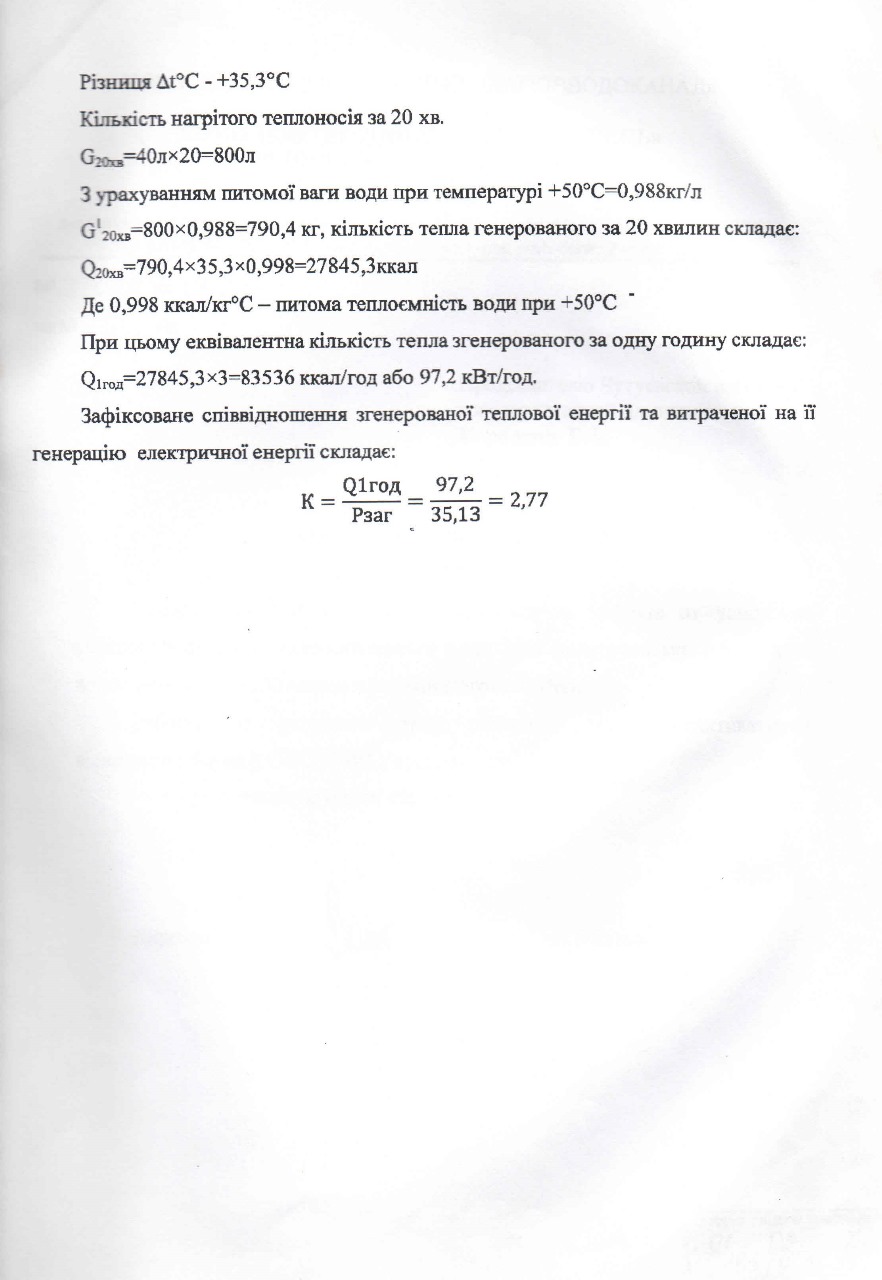 Різниця Δt°C - +35,3°C
Кількість нагрітого теплоносія за 20 хв.
G20хв=40л×20=800л
З урахуванням питомої ваги води при температурі +50°C=0,988кг/л
G¹20хв=800×0,988=790,4 кг, кількість тепла генерованого за 20 хвилин складає:
Q20хв=790,4×35,3×0,998=27845,3ккал
Де 0,998 ккал/кг°C – питома теплоємність води при +50°C
При цьому еквівалентна кількість тепла згенерованого за одну годину складає:
Q1год=27845,3×3=83536 ккал/год або 97,2 кВт/год.
Зафіксоване співвідношення згенерованої теплової енергії та витраченої на її
генерацію електричної енергії складає:
K = Q1год/Pзаг = 97,2/35,13 = 2,77